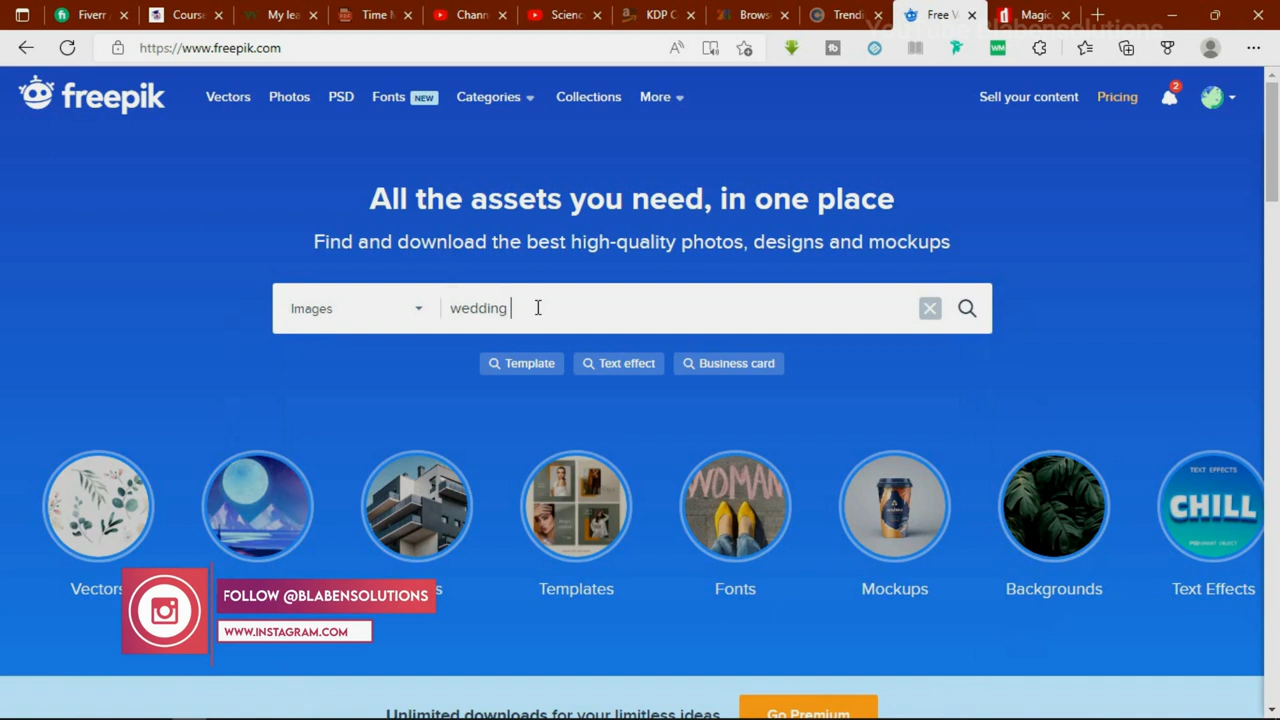 Fiverr
Course
My lea
Time M
Chann
Scienc
KDP C
Brows
Trendi
Free V
Magic
YouTube Blabensolutions
https://www.freepik.com
freepik
Vectors Photos PSD Fonts NEW Categories Collections More
Sell your content Pricing 2
All the assets you need, in one place
Find and download the best high-quality photos, designs and mockups
Images wedding
Template Text effect Business card
WOMAN
TEXT EFFECTS
CHILL
Vectors Templates Fonts Mockups Backgrounds Text Effects
FOLLOW @BLABENSOLUTIONS
WWW.INSTAGRAM.COM
Unlimited downloads for your limitless ideas Go Premium